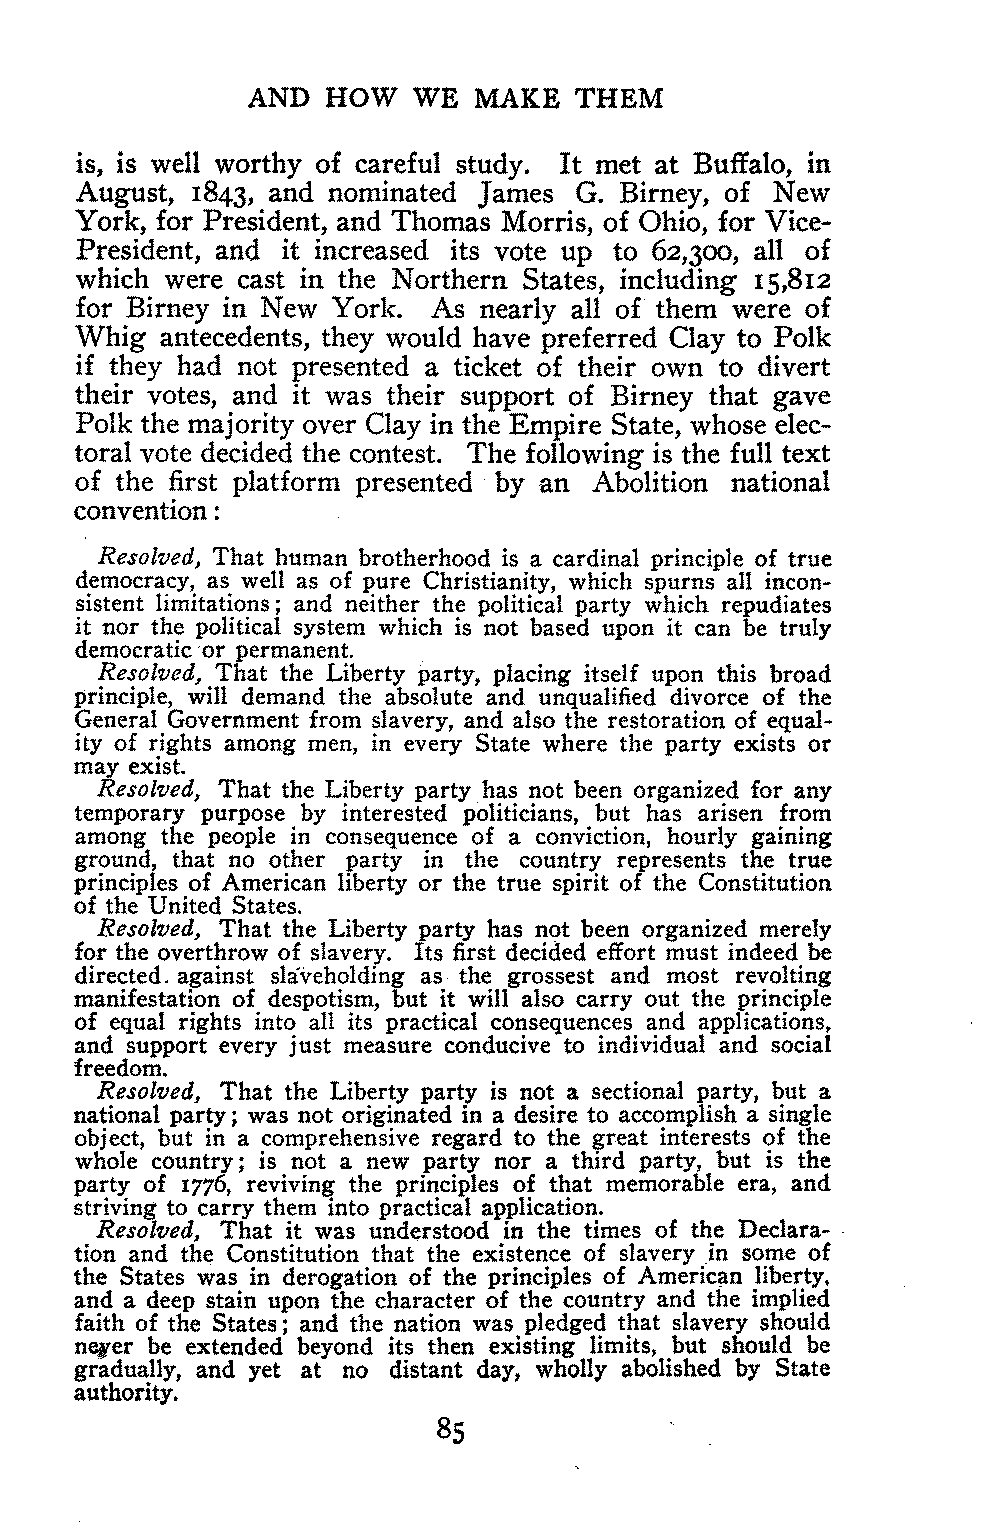 AND HOW WE MAKE THEM
is, is well worthy of careful study. It met at Buffalo, in
August, 1843, and nominated James G. Birney, of New
York, for President, and Thomas Morris, of Ohio, for Vice-
President, and it increased its vote up to 62,300, all of
which were cast in the Northern States, including 15,812
for Birney in New York. As nearly all of them were of
Whig antecedents, they would have preferred Clay to Polk
if they had not presented a ticket of their own to divert
their votes, and it was their support of Birney that gave
Polk the majority over Clay in the Empire State, whose elec-
toral vote decided the contest. The following is the full text
of the first platform presented by an Abolition national
convention:
Resolved, That human brotherhood is a cardinal principle of true
democracy, as well as of pure Christianity, which spurns all incon-
sistent limitations; and neither the political party which repudiates
it nor the political system which is not based upon it can be truly
democratic or permanent.
Resolved, That the Liberty party, placing itself upon this broad
principle, will demand the absolute and unqualified divorce of the
General Government from slavery, and also the restoration of equal-
ity of rights among men, in every State where the party exists or
may exist.
Resolved, That the Liberty party has not been organized for any
temporary purpose by interested politicians, but has arisen from
among the people in consequence of a conviction, hourly gaining
ground, that no other party in the country represents the true
principles of American liberty or the true spirit of the Constitution
of the United States.
Resolved, That the Liberty party has not been organized merely
for the overthrow of slavery. Its first decided effort must indeed be
directed against slaveholding as the grossest and most revolting
manifestation of despotism, but it will also carry out the principle
of equal rights into all its practical consequences and applications,
and support every just measure conducive to individual and social
freedom.
Resolved, That the Liberty party is not a sectional party, but a
national party; was not originated in a desire to accomplish a single
object, but in a comprehensive regard to the great interests of the
whole country; is not a new party nor a third party, but is the
party of 1776, reviving the principles of that memorable era, and
striving to carry them into practical application.
Resolved, That it was understood in the times of the Declara-
tion and the Constitution that the existence of slavery in some of
the States was in derogation of the principles of American liberty,
and a deep stain upon the character of the country and the implied
faith of the States; and the nation was pledged that slavery should
never be extended beyond its then existing limits, but should be
gradually, and yet at no distant day, wholly abolished by State
authority.
85